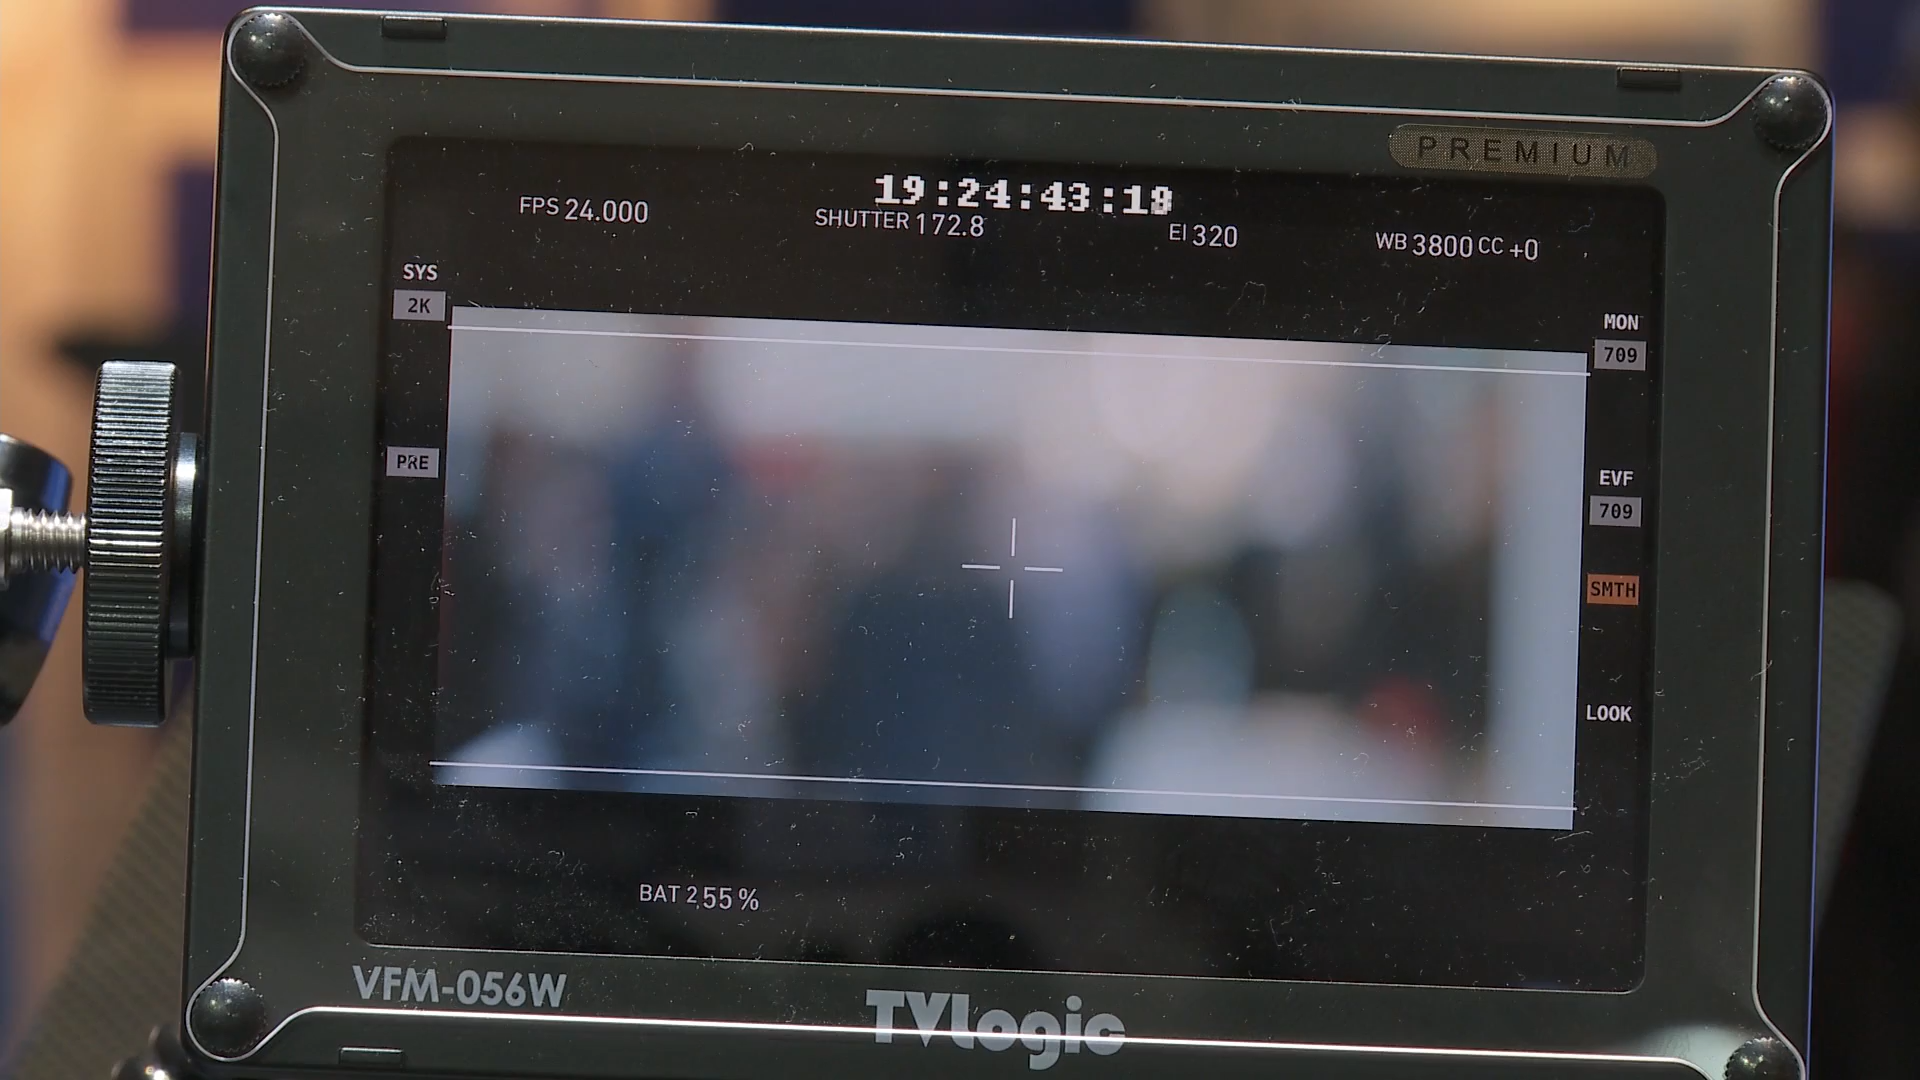 PREMIUM
19:24:43:19
FPS 24.000
SHUTTER 172.8
EI 320
WB 3800 CC +0
SYS
2K
MON
709
PRE
EVF
709
SMTH
LOOK
BAT 2 55 %
VFM-056W
TVLogic